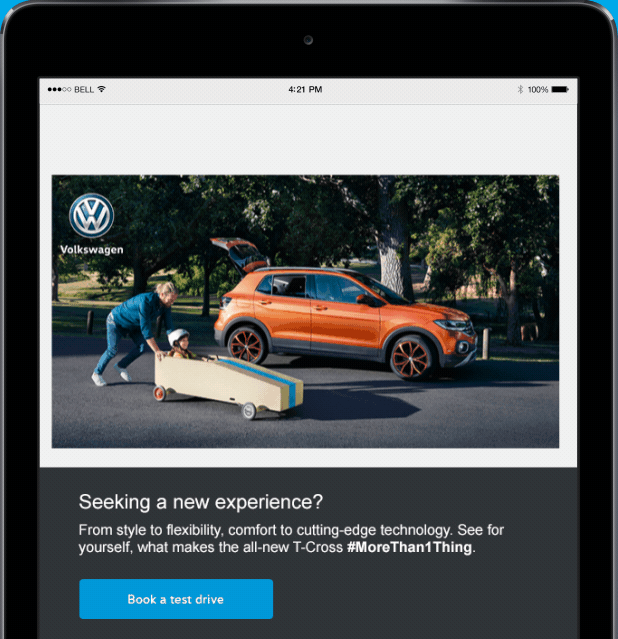 BELL 4:21 PM 100%
Volkswagen
Seeking a new experience?
From style to flexibility, comfort to cutting-edge technology. See for
yourself, what makes the all-new T-Cross #MoreThan1Thing.
Book a test drive